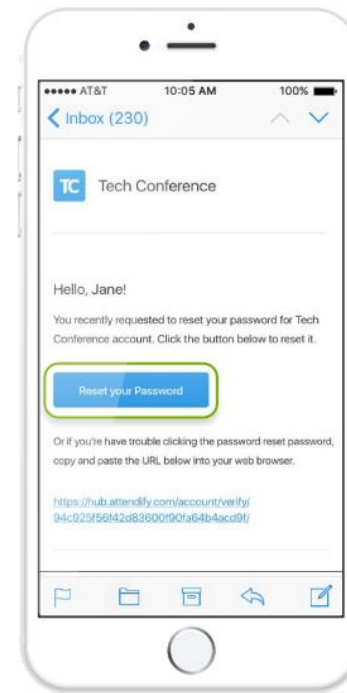 AT&T 10:05 AM 100%
Inbox (230)
TC Tech Conference
Hello, Jane!
You recently requested to reset your password for Tech
Conference account. Click the button below to reset it.
Reset your Password
Or if you're have trouble clicking the password reset password,
copy and paste the URL below into your web browser.
https://hub.attendify.com/account/verify/
94c925f56f42d83600f90fa64b4acd9f/